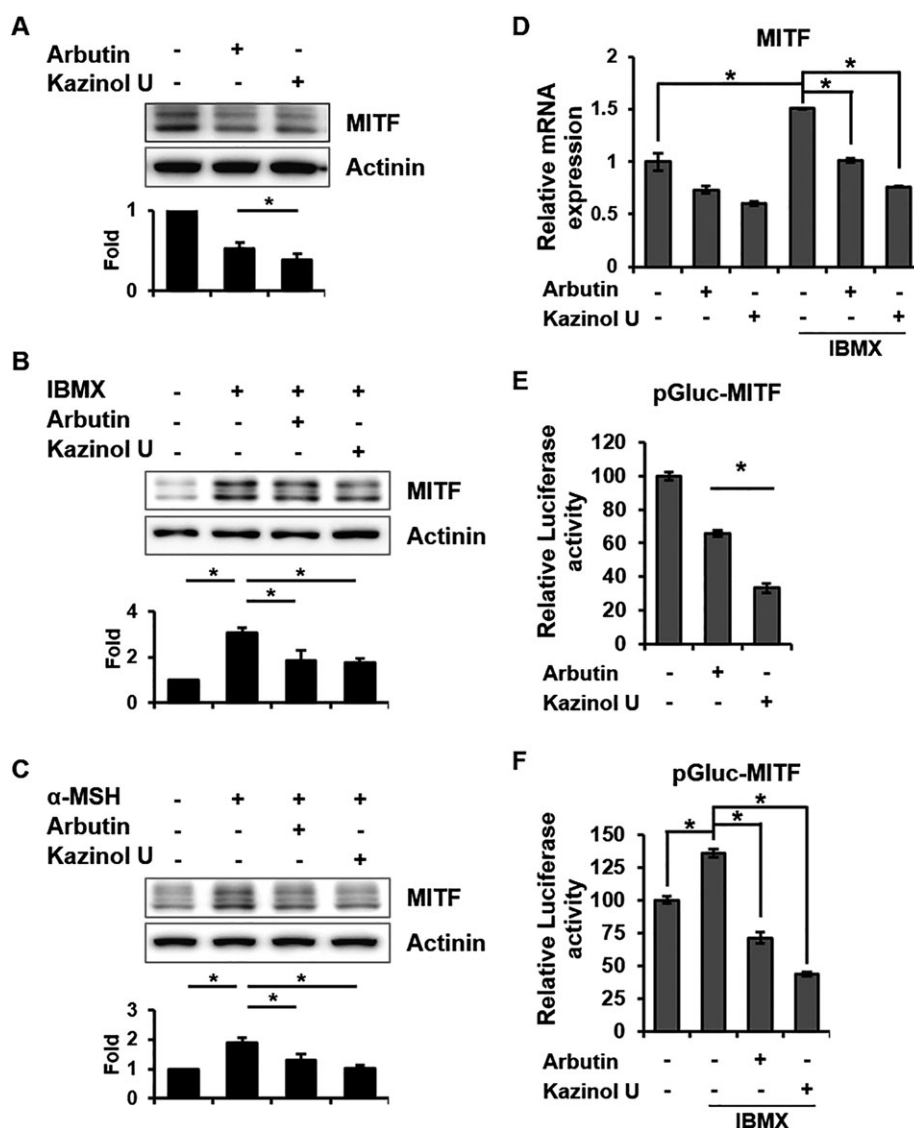 A
Arbutin - + -
Kazinol U - - +
MITF
Actinin
Fold
1
*
0
B
IBMX - + + +
Arbutin - - + -
Kazinol U - - - +
MITF
Actinin
* * *
Fold
4
2
0
C
α-MSH - + + +
Arbutin - - + -
Kazinol U - - - +
MITF
Actinin
* * *
Fold
3
2
1
0
D
MITF
Relative mRNA
expression
2
1.5
1
0.5
0
* * *
Arbutin - + - - + -
Kazinol U - - + - - +
IBMX
E
pGluc-MITF
Relative Luciferase
activity
120
100
80
60
40
20
0
*
Arbutin - + -
Kazinol U - - +
F
pGluc-MITF
Relative Luciferase
activity
150
125
100
75
50
25
0
* * *
Arbutin - - + -
Kazinol U - - - +
IBMX